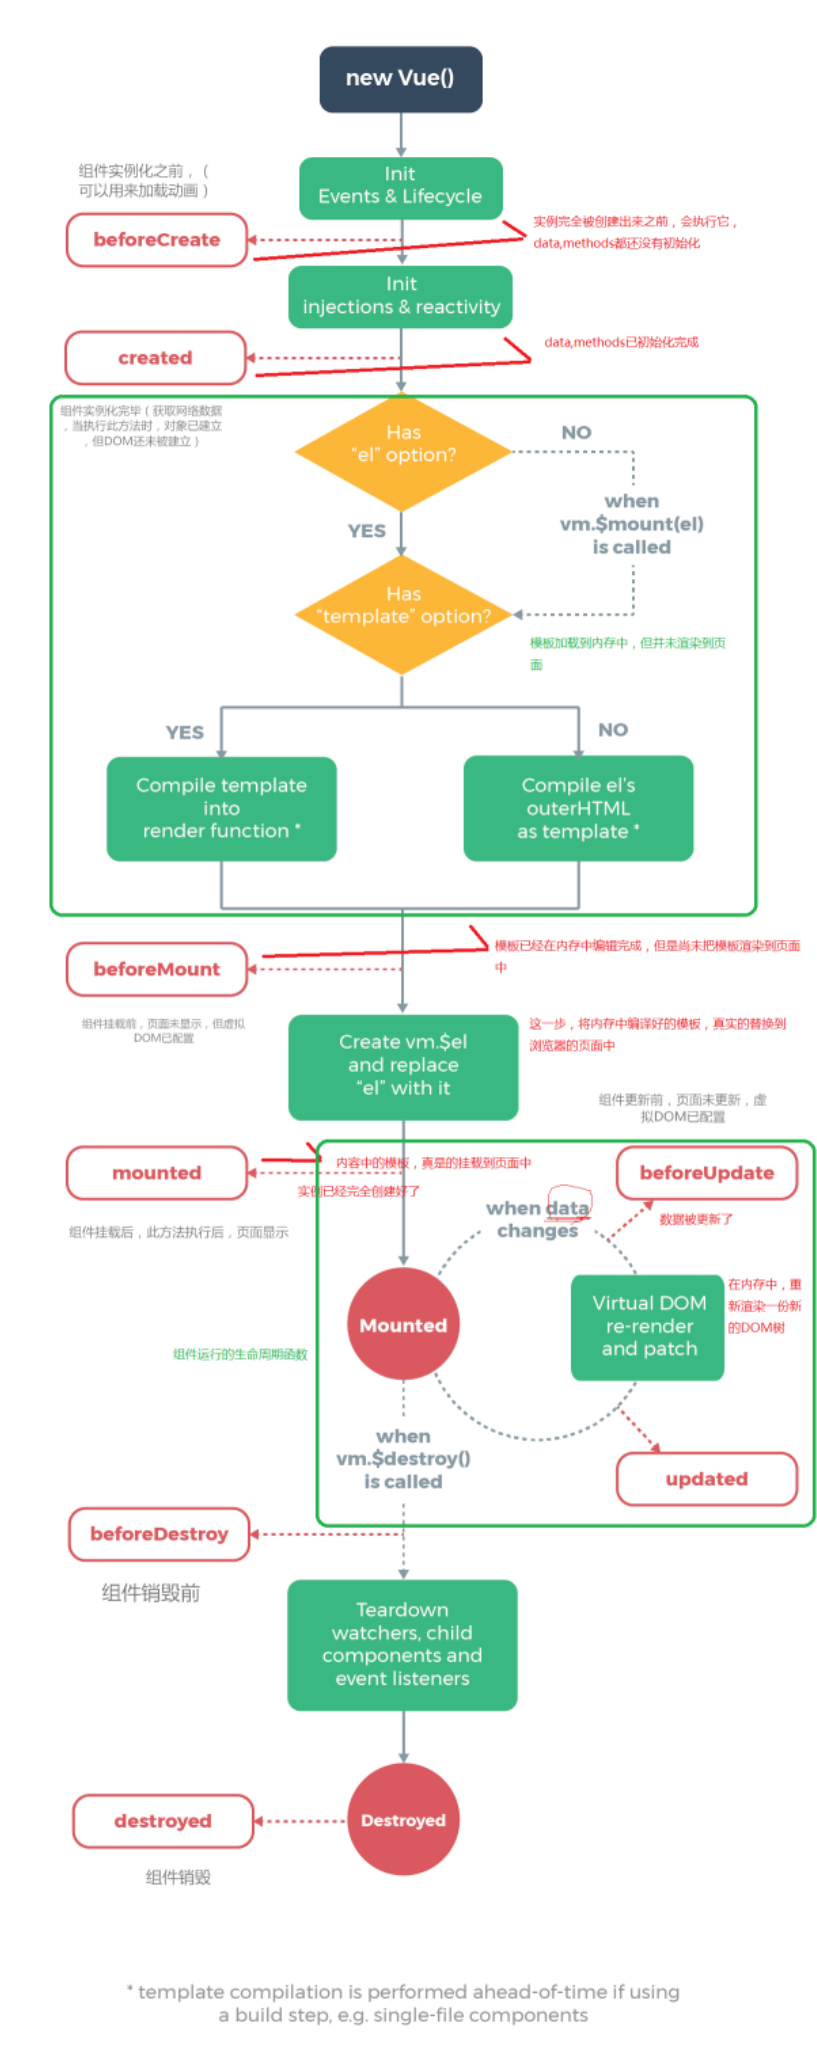 new Vue()
组件实例化之前，（
可以用来加载动画）
Init
Events & Lifecycle
beforeCreate
实例完全被创建出来之前，会执行它，
data,methods都还没有初始化
Init
injections & reactivity
created
data,methods已初始化完成
组件实例化完毕（获取网络数据
，当执行此方法时，对象已建立
，但DOM还未被建立）
Has
“el” option?
NO
when
vm.$mount(el)
is called
YES
Has
“template” option?
模板加载到内存中，但并未渲染到页
面
YES
NO
Compile template
into
render function *
Compile el’s
outerHTML
as template *
beforeMount
模板已经在内存中编辑完成，但是尚未把模板渲染到页面
中
组件挂载前，页面未显示，但虚拟
DOM已配置
Create vm.$el
and replace
“el” with it
这一步，将内存中编译好的模板，真实的替换到
浏览器的页面中
组件更新前，页面未更新，虚
拟DOM已配置
mounted
内容中的模板，真是的挂载到页面中
实例已经完全创建好了
beforeUpdate
组件挂载后，此方法执行后，页面显示
when data
changes
数据被更新了
Mounted
Virtual DOM
re-render
and patch
在内存中，重
新渲染一份新
的DOM树
组件运行的生命周期函数
when
vm.$destroy()
is called
updated
beforeDestroy
组件销毁前
Teardown
watchers, child
components and
event listeners
destroyed
Destroyed
组件销毁
* template compilation is performed ahead-of-time if using
a build step, e.g. single-file components